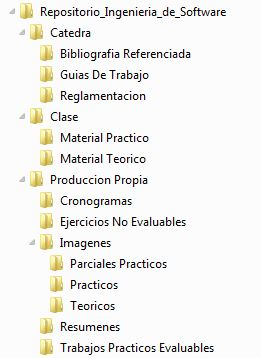 Repositorio_Ingenieria_de_Software
Catedra
Bibliografia Referenciada
Guias De Trabajo
Reglamentacion
Clase
Material Practico
Material Teorico
Produccion Propia
Cronogramas
Ejercicios No Evaluables
Imagenes
Parciales Practicos
Practicos
Teoricos
Resumenes
Trabajos Practicos Evaluables